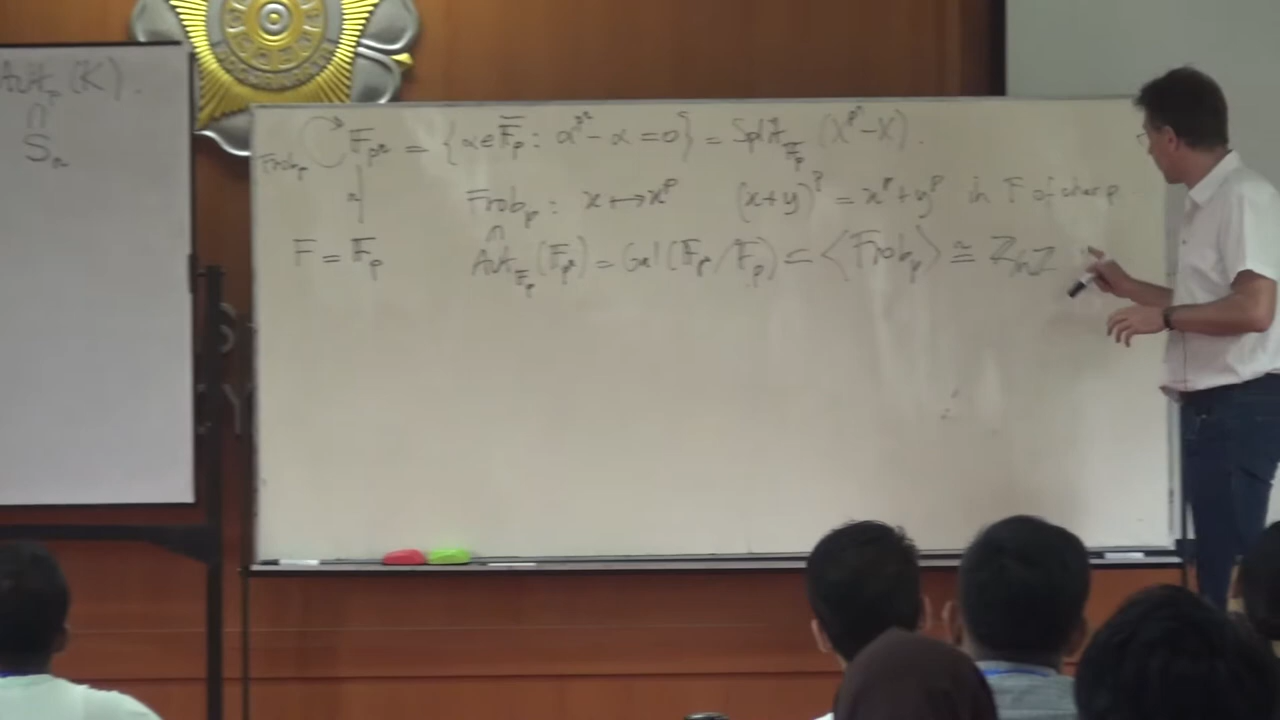 Aut_F (K).
∩
S_n
Frob_p ↻ F_{p^n} = {α ∈ F̅_p : α^{p^n} - α = 0} = Split_{F_p} (X^{p^n} - X).
n | Frob_p : x ↦ x^p (x+y)^p = x^p + y^p in F of char p
F = F_p ∩ Aut_{F_p} (F_{p^n}) = Gal (F_{p^n} / F_p) = ⟨Frob_p⟩ ≅ Z/nZ